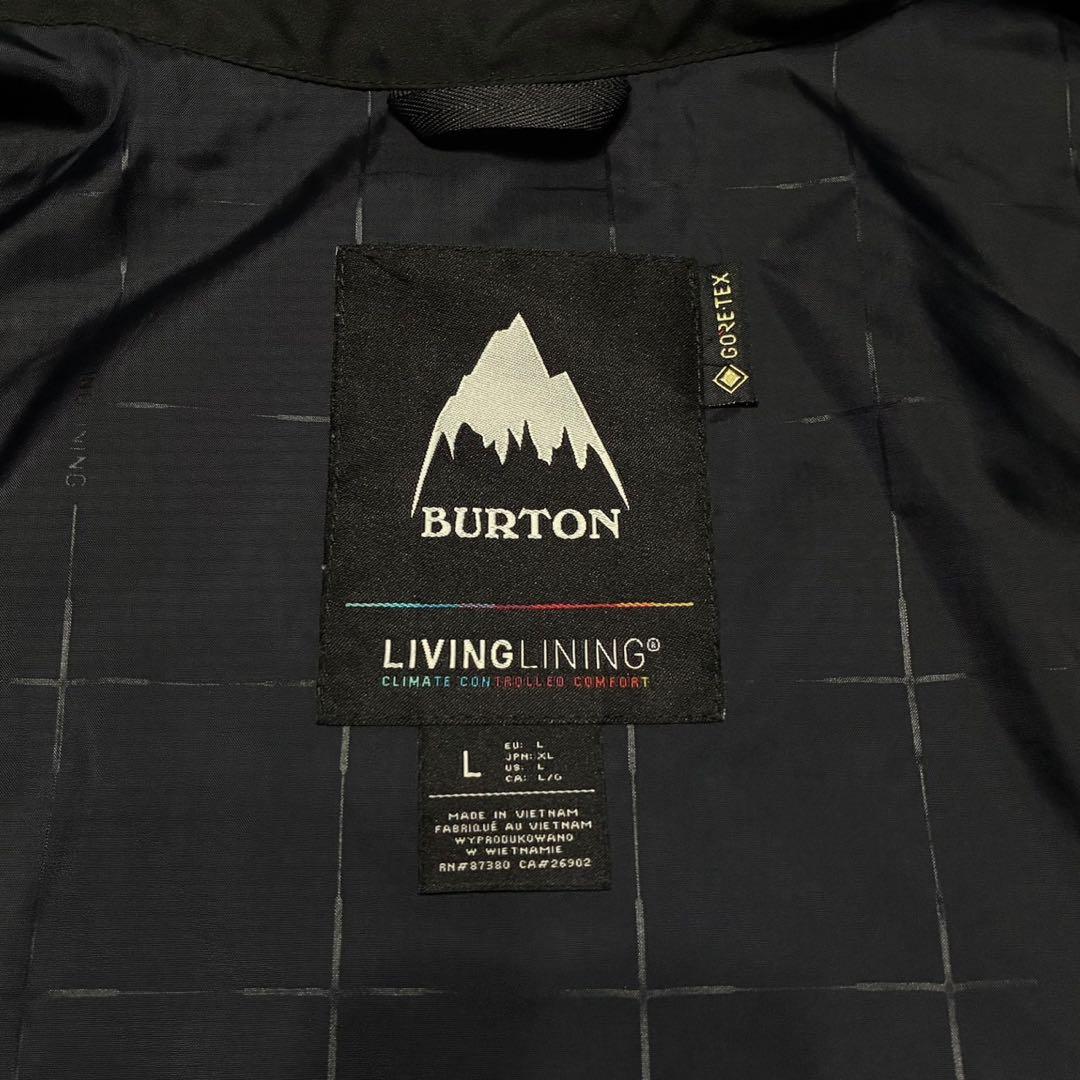 GORE-TEX
BURTON
LIVINGLINING®
CLIMATE CONTROLLED COMFORT
L
EU: L
JPN: XL
US: L
CA: L/G
MADE IN VIETNAM
FABRIQUÉ AU VIETNAM
WYPRODUKOWANO
W WIETNAMIE
RN#87380 CA#26902